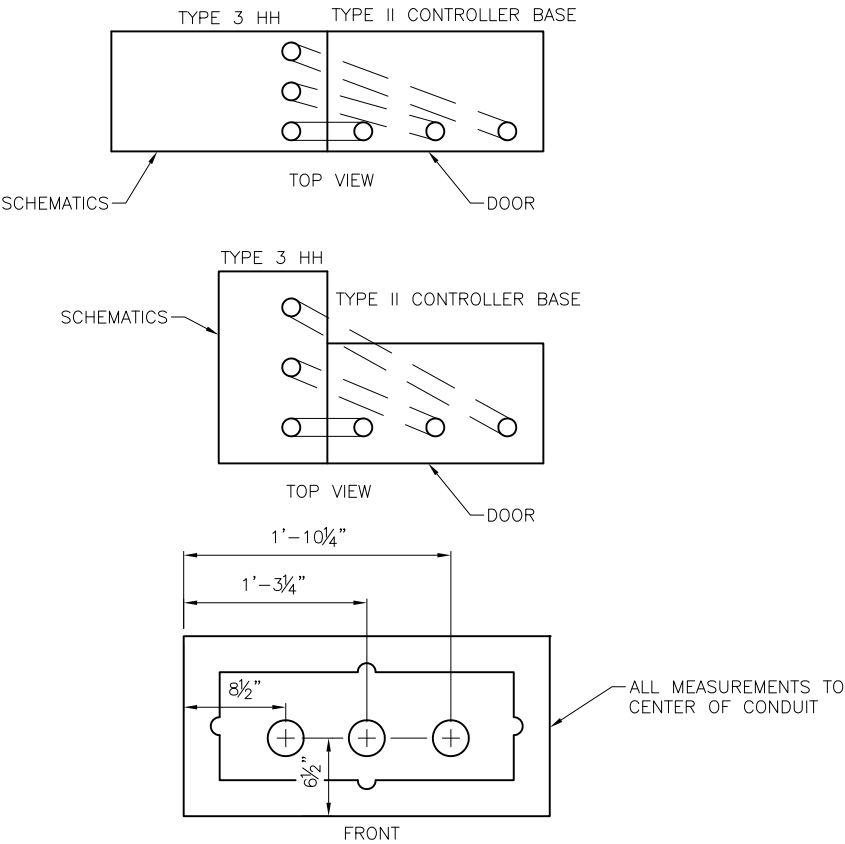 TYPE 3 HH
TYPE II CONTROLLER BASE
TOP VIEW
SCHEMATICS
DOOR
TYPE 3 HH
TYPE II CONTROLLER BASE
SCHEMATICS
TOP VIEW
DOOR
1'-10¼"
1'-3¼"
8½"
ALL MEASUREMENTS TO
CENTER OF CONDUIT
6½"
FRONT